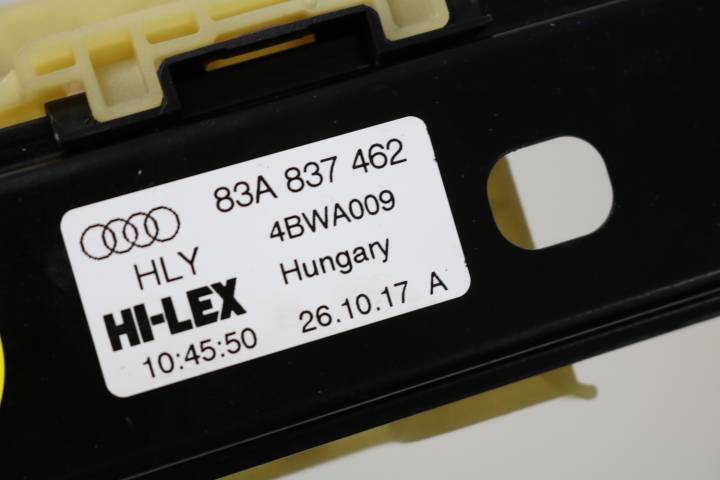 83A 837 462
4BWA009
HLY Hungary
HI-LEX
10:45:50 26.10.17 A